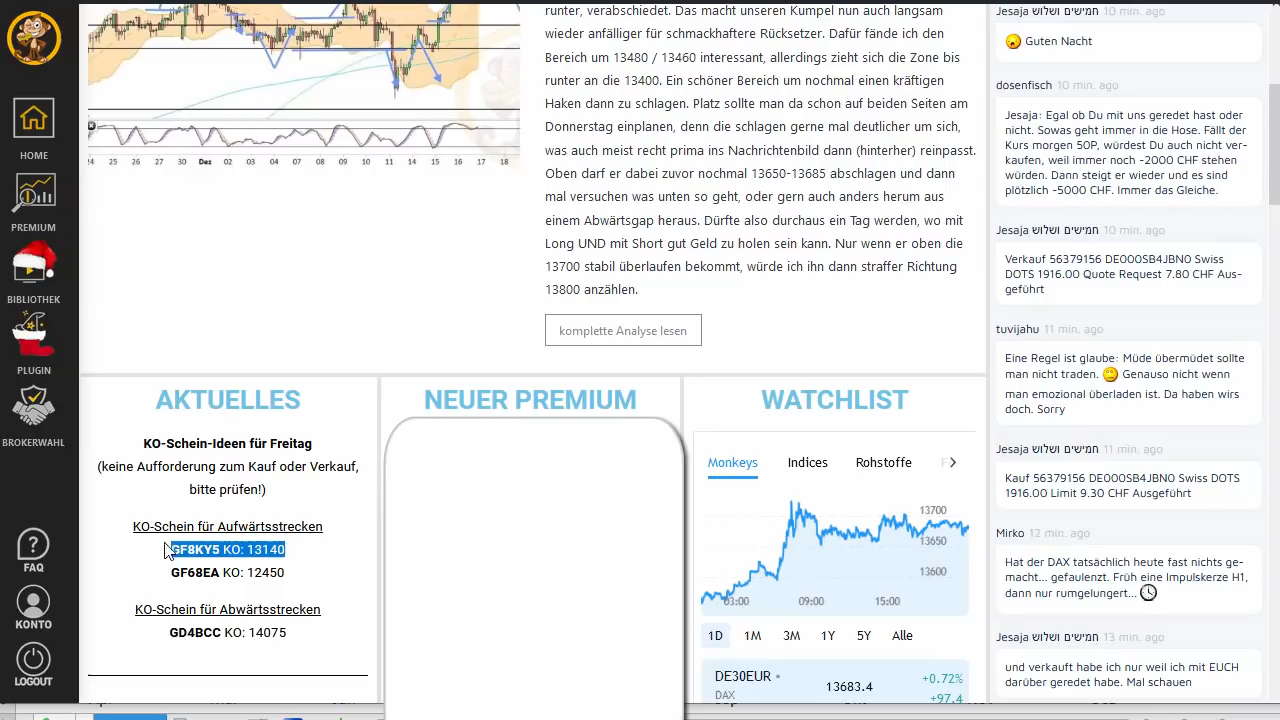 HOME
PREMIUM
BIBLIOTHEK
PLUGIN
BROKERWAHL
FAQ
KONTO
LOGOUT
24 25 26 27 30 Dez 02 03 04 07 08 09 10 11 14 15 16 17 18
runter, verabschiedet. Das macht unseren Kumpel nun auch langsam
wieder anfälliger für schmackhaftere Rücksetzer. Dafür fände ich den
Bereich um 13480 / 13460 interessant, allerdings zieht sich die Zone bis
runter an die 13400. Ein schöner Bereich um nochmal einen kräftigen
Haken dann zu schlagen. Platz sollte man da schon auf beiden Seiten am
Donnerstag einplanen, denn die schlagen gerne mal deutlicher um sich,
was auch meist recht prima ins Nachrichtenbild dann (hinterher) reinpasst.
Oben darf er dabei zuvor nochmal 13650-13685 abschlagen und dann
mal versuchen was unten so geht, oder gern auch anders herum aus
einem Abwärtsgap heraus. Dürfte also durchaus ein Tag werden, wo mit
Long UND mit Short gut Geld zu holen sein kann. Nur wenn er oben die
13700 stabil überlaufen bekommt, würde ich ihn dann straffer Richtung
13800 anzählen.
komplette Analyse lesen
AKTUELLES
KO-Schein-Ideen für Freitag
(keine Aufforderung zum Kauf oder Verkauf,
bitte prüfen!)
KO-Schein für Aufwärtsstrecken
GF8KY5 KO: 13140
GF68EA KO: 12450
KO-Schein für Abwärtsstrecken
GD4BCC KO: 14075
NEUER PREMIUM
WATCHLIST
Monkeys Indices Rohstoffe F
13700
13650
13600
03:00 09:00 15:00
1D 1M 3M 1Y 5Y Alle
DE30EUR
DAX
13683.4
+0.72%
+97.4
Jesaja חמישים ושלוש 10 min. ago
Guten Nacht
dosenfisch 10 min. ago
Jesaja: Egal ob Du mit uns geredet hast oder
nicht. Sowas geht immer in die Hose. Fällt der
Kurs morgen 50P, würdest Du auch nicht ver-
kaufen, weil immer noch -2000 CHF stehen
würden. Dann steigt er wieder und es sind
plötzlich -5000 CHF. Immer das Gleiche.
Jesaja חמישים ושלוש 10 min. ago
Verkauf 56379156 DE000SB4JBN0 Swiss
DOTS 1916.00 Quote Request 7.80 CHF Aus-
geführt
tuvijahu 11 min. ago
Eine Regel ist glaube: Müde übermüdet sollte
man nicht traden. Genauso nicht wenn
man emozional überladen ist. Da haben wirs
doch. Sorry
Jesaja חמישים ושלוש 11 min. ago
Kauf 56379156 DE000SB4JBN0 Swiss DOTS
1916.00 Limit 9.30 CHF Ausgeführt
Mirko 12 min. ago
Hat der DAX tatsächlich heute fast nichts ge-
macht... gefaulenzt. Früh eine Impulskerze H1,
dann nur rumgelungert...
Jesaja חמישים ושלוש 13 min. ago
und verkauft habe ich nur weil ich mit EUCH
darüber geredet habe. Mal schauen